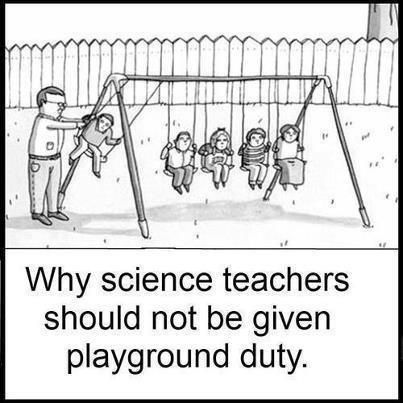 Why science teachers
should not be given
playground duty.